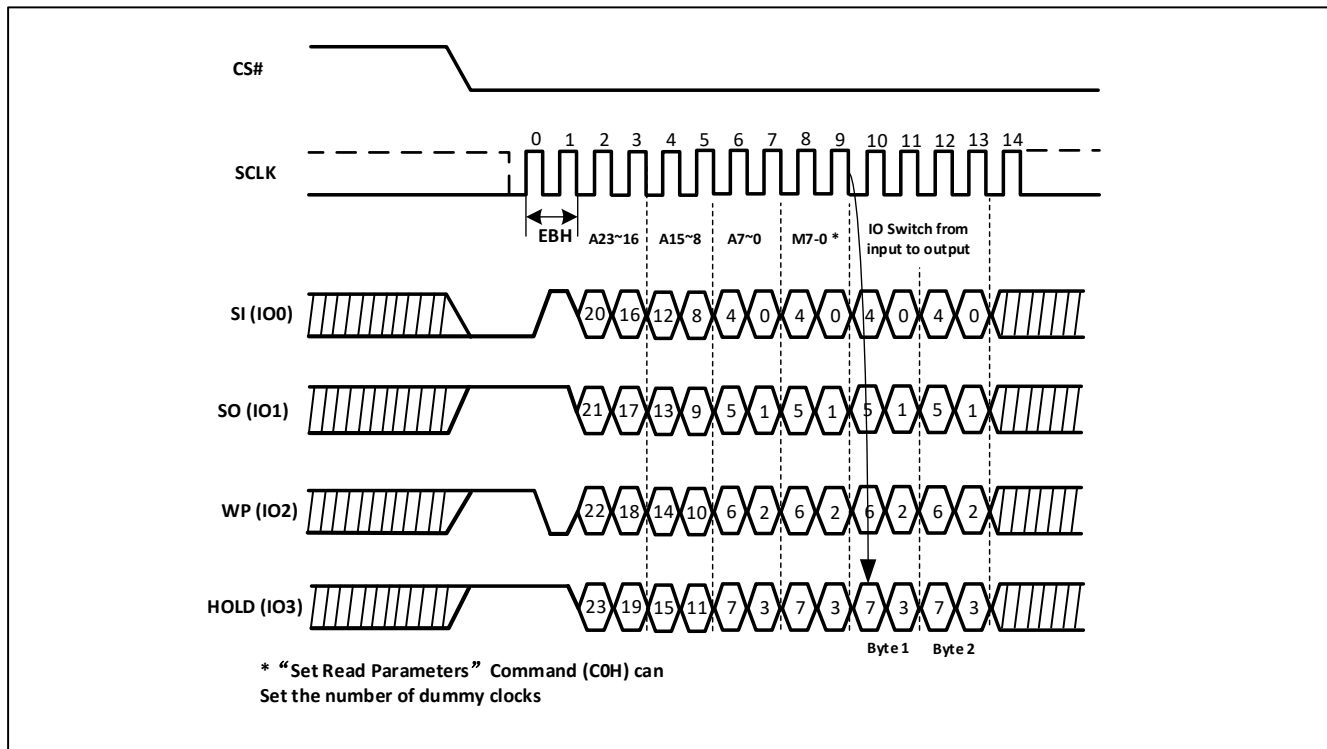 CS#
0 1 2 3 4 5 6 7 8 9 10 11 12 13 14
SCLK
EBH A23~16 A15~8 A7~0 M7-0 *
IO Switch from
input to output
SI (IO0) 20 16 12 8 4 0 4 0 4 0 4 0
SO (IO1) 21 17 13 9 5 1 5 1 5 1 5 1
WP (IO2) 22 18 14 10 6 2 6 2 6 2 6 2
HOLD (IO3) 23 19 15 11 7 3 7 3 7 3 7 3
Byte 1 Byte 2
* “Set Read Parameters” Command (C0H) can
Set the number of dummy clocks